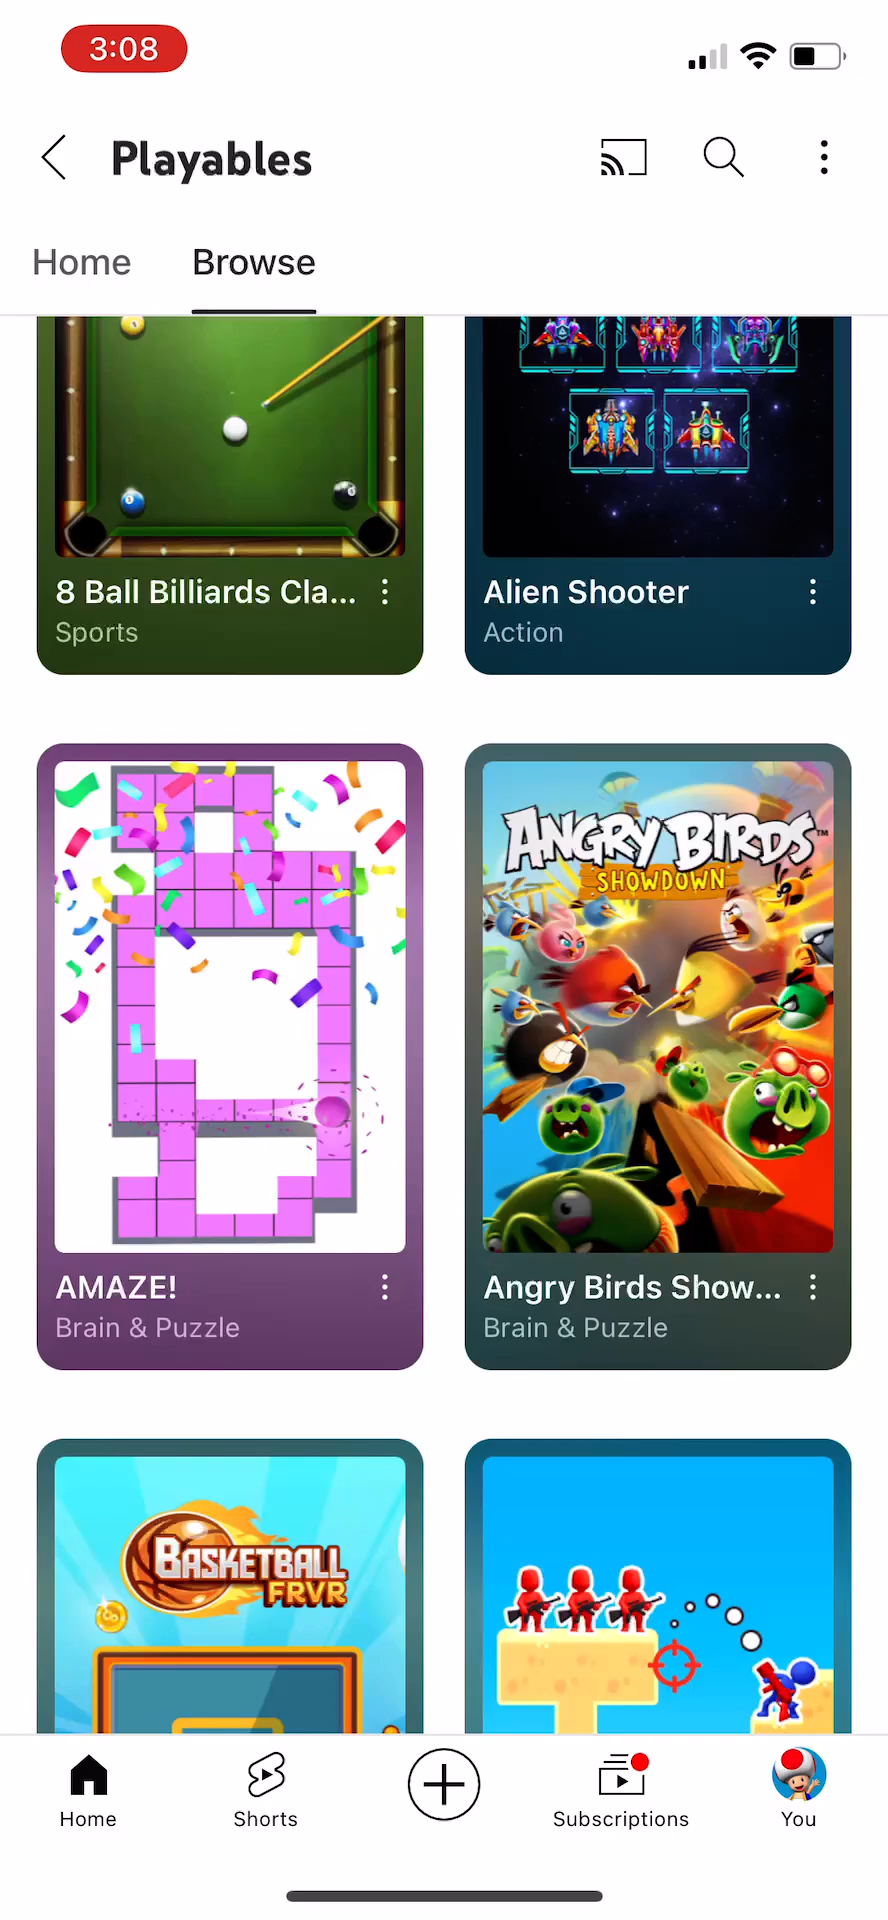 3:08
Playables
Home Browse
8 Ball Billiards Cla...
Sports
Alien Shooter
Action
ANGRY BIRDS™
SHOWDOWN
AMAZE!
Brain & Puzzle
Angry Birds Show...
Brain & Puzzle
BASKETBALL
FRVR
Home
Shorts
Subscriptions
You